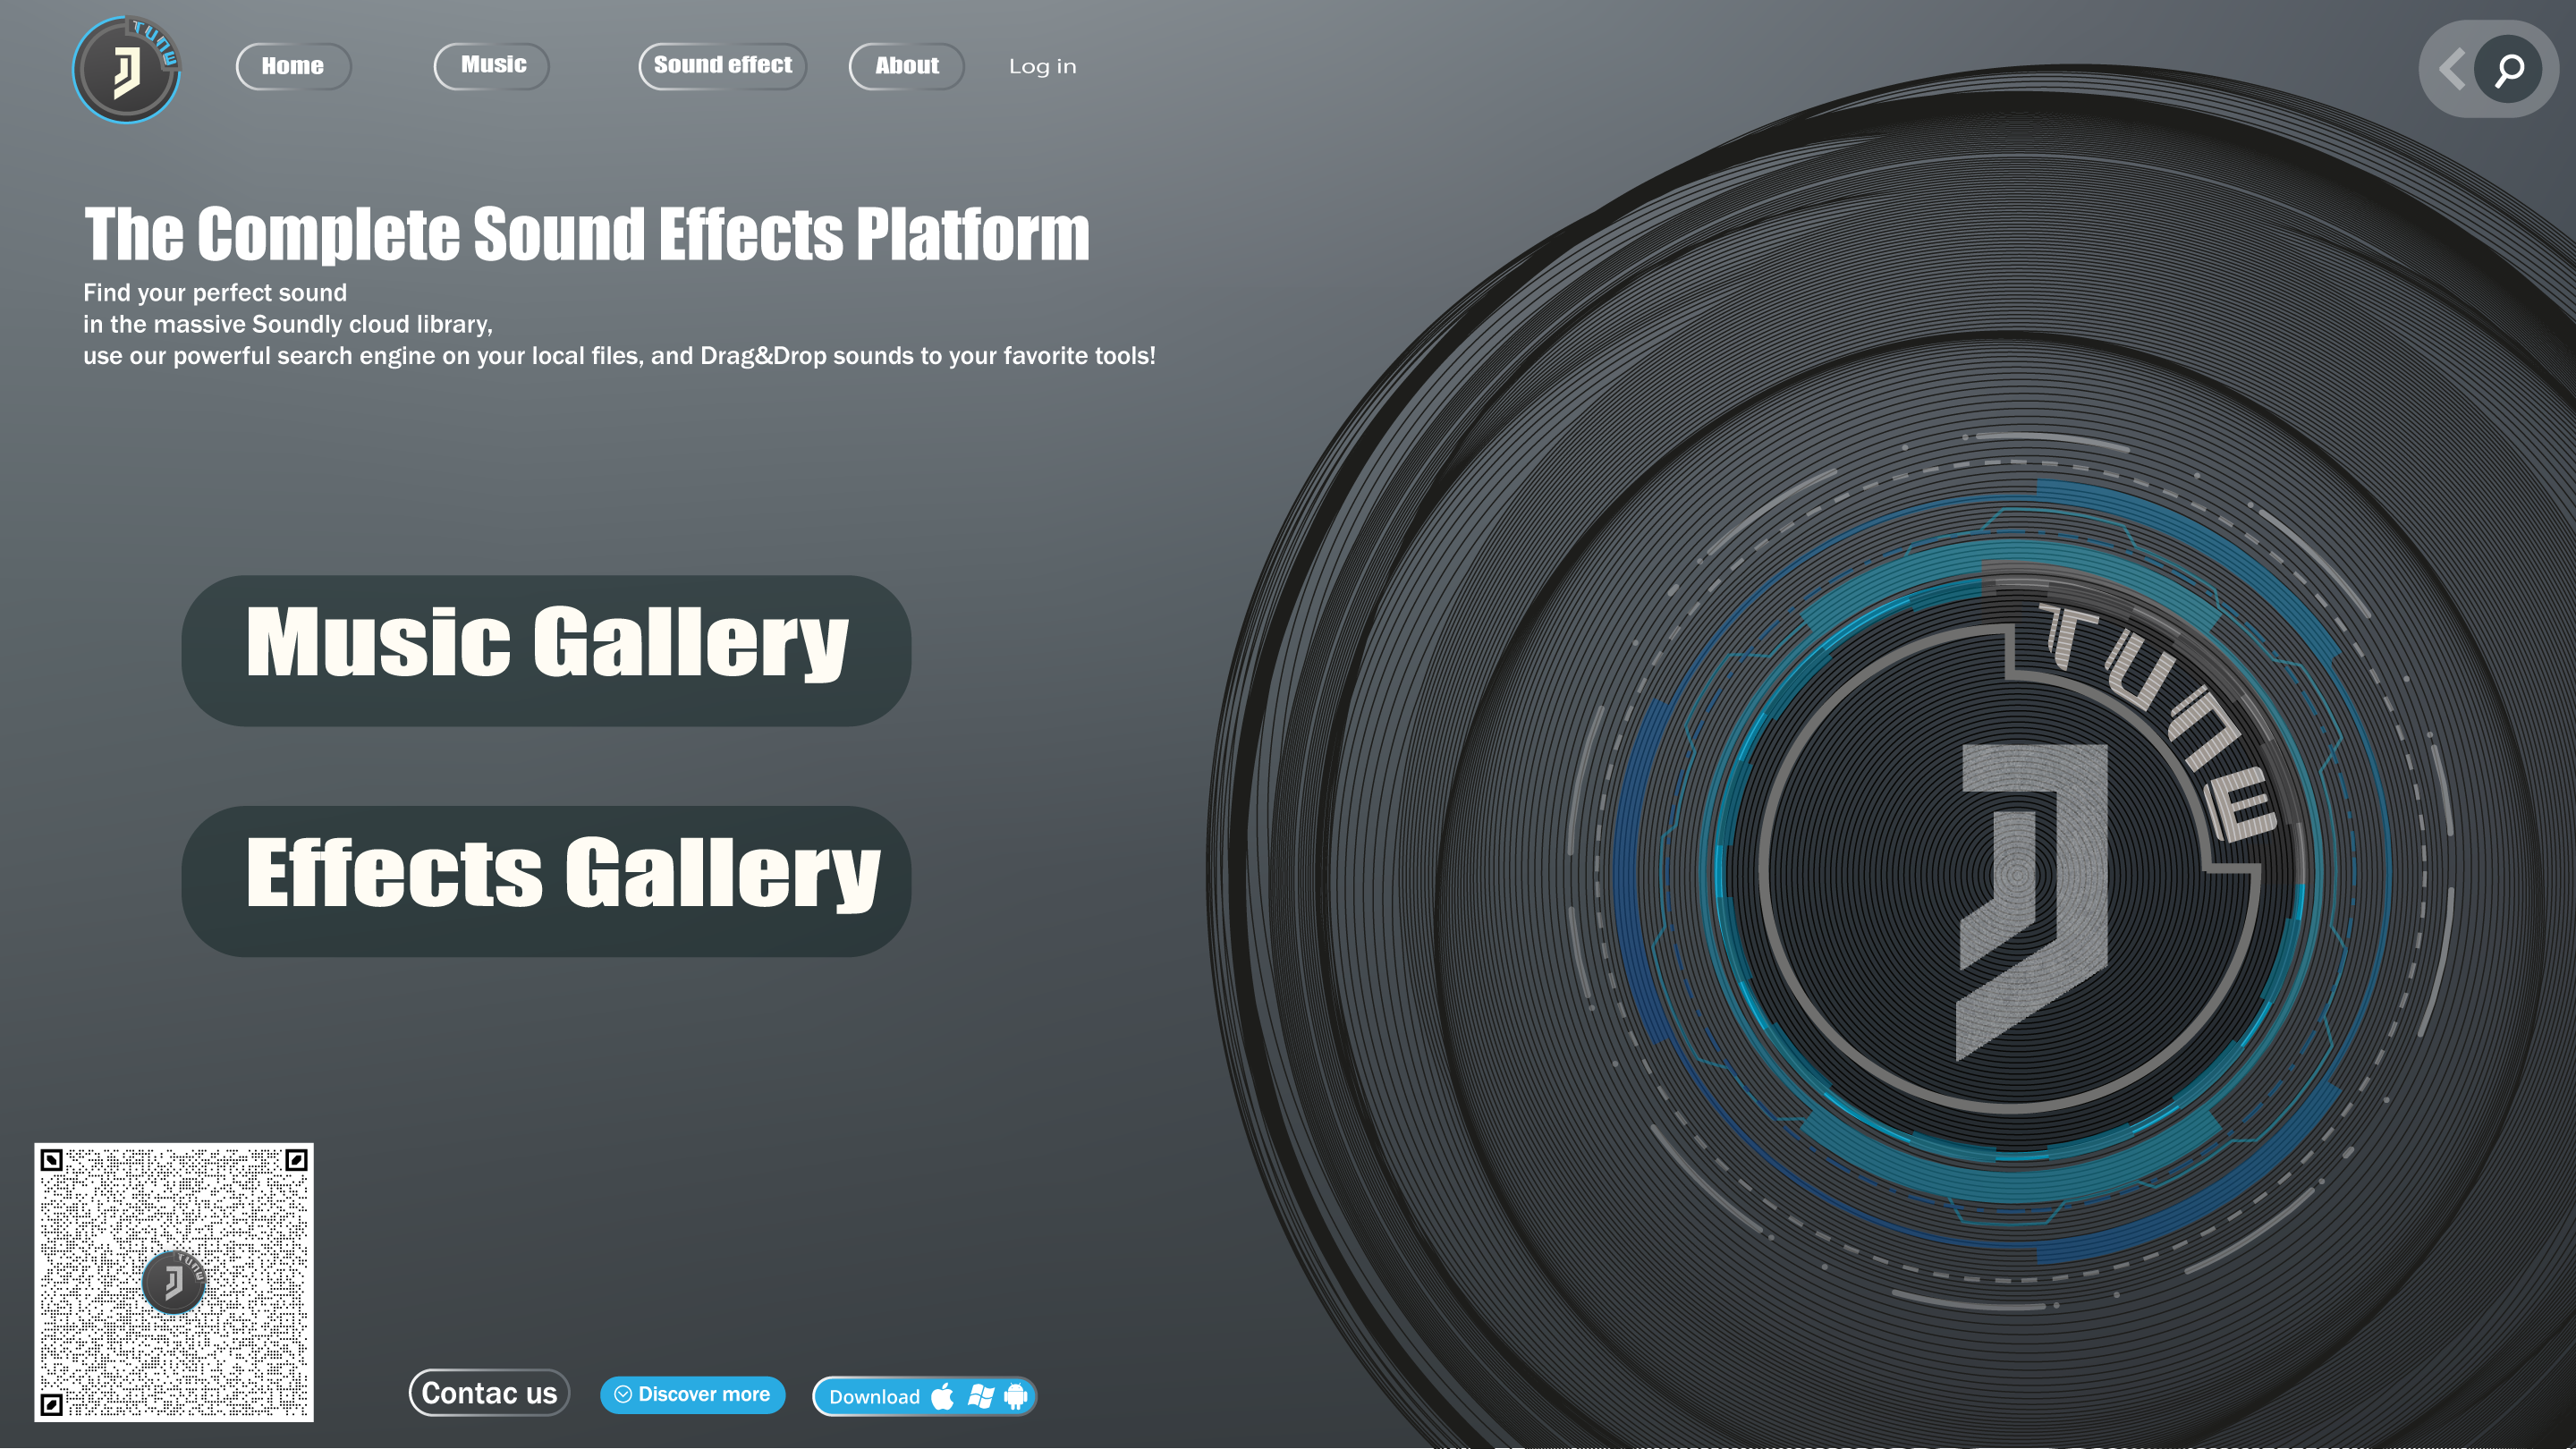 TUNE
J
Home
Music
Sound effect
About
Log in
The Complete Sound Effects Platform
Find your perfect sound
in the massive Soundly cloud library,
use our powerful search engine on your local files, and Drag&Drop sounds to your favorite tools!
Music Gallery
Effects Gallery
TUNE
J
TUNE
J
Contac us
Discover more
Download